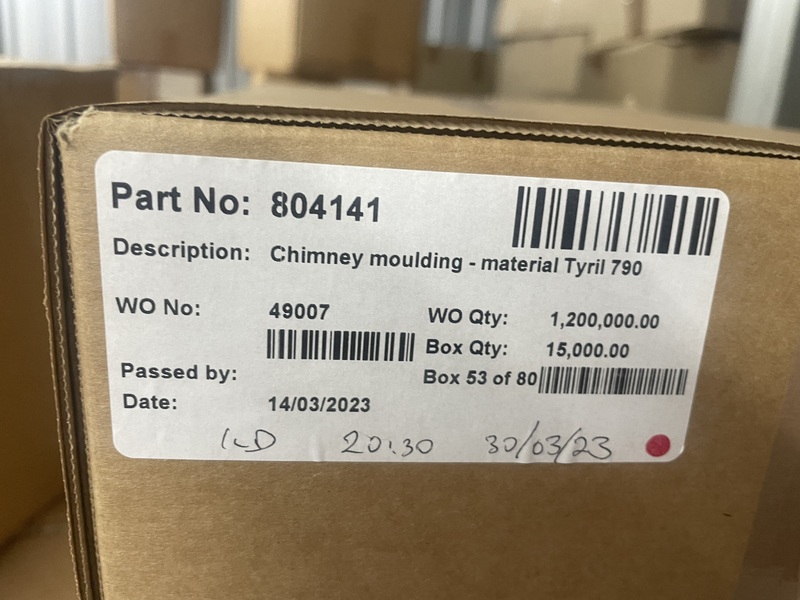 Part No: 804141
Description: Chimney moulding - material Tyril 790
WO No: 49007 WO Qty: 1,200,000.00
Box Qty: 15,000.00
Passed by: Box 53 of 80
Date: 14/03/2023
20:30 30/03/23